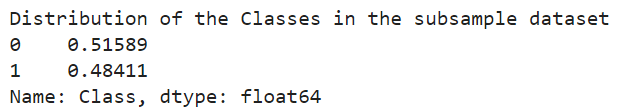 Distribution of the Classes in the subsample dataset
0    0.51589
1    0.48411
Name: Class, dtype: float64